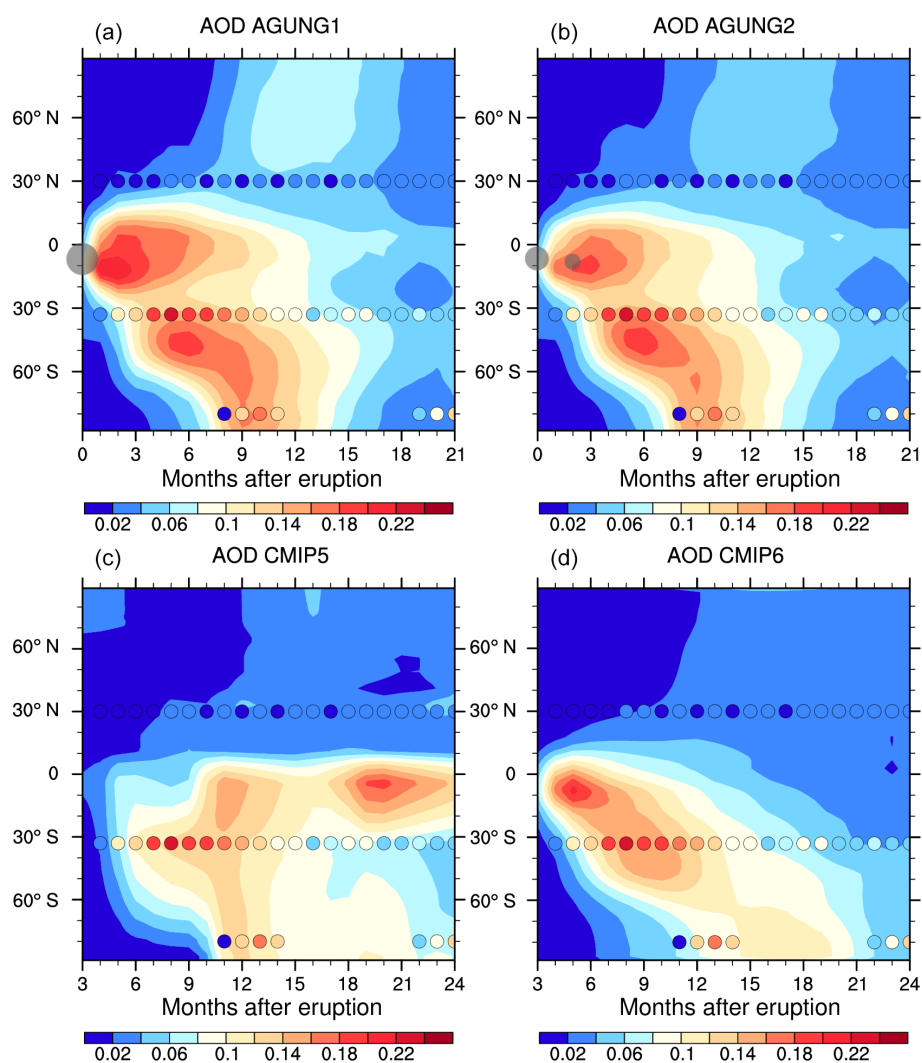 (a) AOD AGUNG1 (b) AOD AGUNG2
60° N 60° N
30° N 30° N
0 0
30° S 30° S
60° S 60° S
0 3 6 9 12 15 18 21 0 3 6 9 12 15 18 21
Months after eruption Months after eruption
0.02 0.06 0.1 0.14 0.18 0.22 0.02 0.06 0.1 0.14 0.18 0.22
(c) AOD CMIP5 (d) AOD CMIP6
60° N 60° N
30° N 30° N
0 0
30° S 30° S
60° S 60° S
3 6 9 12 15 18 21 24 3 6 9 12 15 18 21 24
Months after eruption Months after eruption
0.02 0.06 0.1 0.14 0.18 0.22 0.02 0.06 0.1 0.14 0.18 0.22